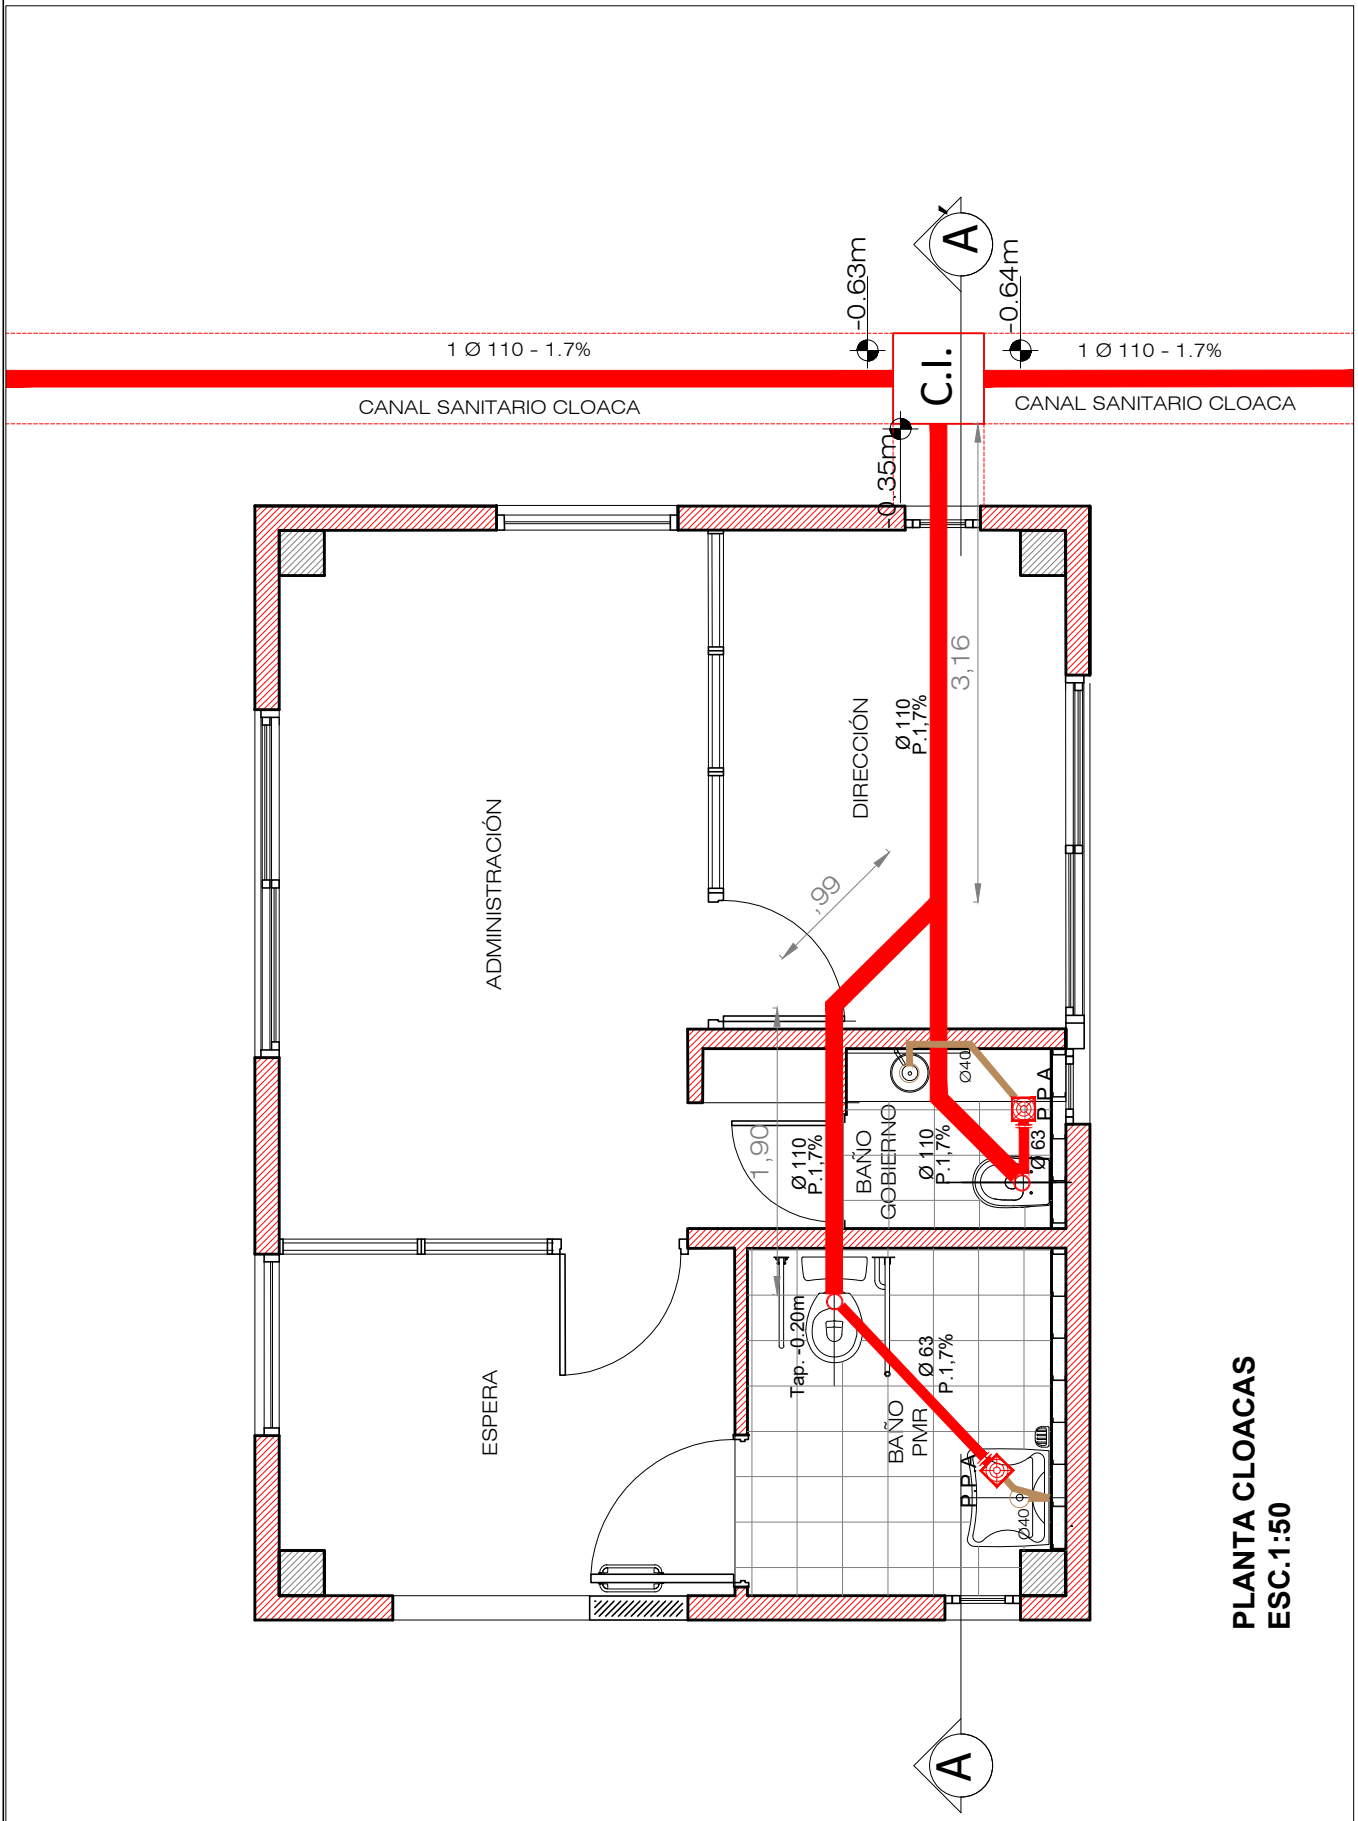 A
-0.63m
-0.64m
1 Ø 110 - 1.7%
C.I.
1 Ø 110 - 1.7%
CANAL SANITARIO CLOACA
CANAL SANITARIO CLOACA
-0.35m
3,16
DIRECCIÓN
Ø 110
P.1,7%
ADMINISTRACIÓN
,99
Ø40
P.P.A
1,90
Ø 110
P.1,7%
BAÑO
GOBIERNO
Ø 110
P.1,7%
Ø 63
Tap. -0.20m
Ø 63
P.1,7%
ESPERA
BAÑO
PMR
P.P.A
Ø40
PLANTA CLOACAS
ESC.1:50
A